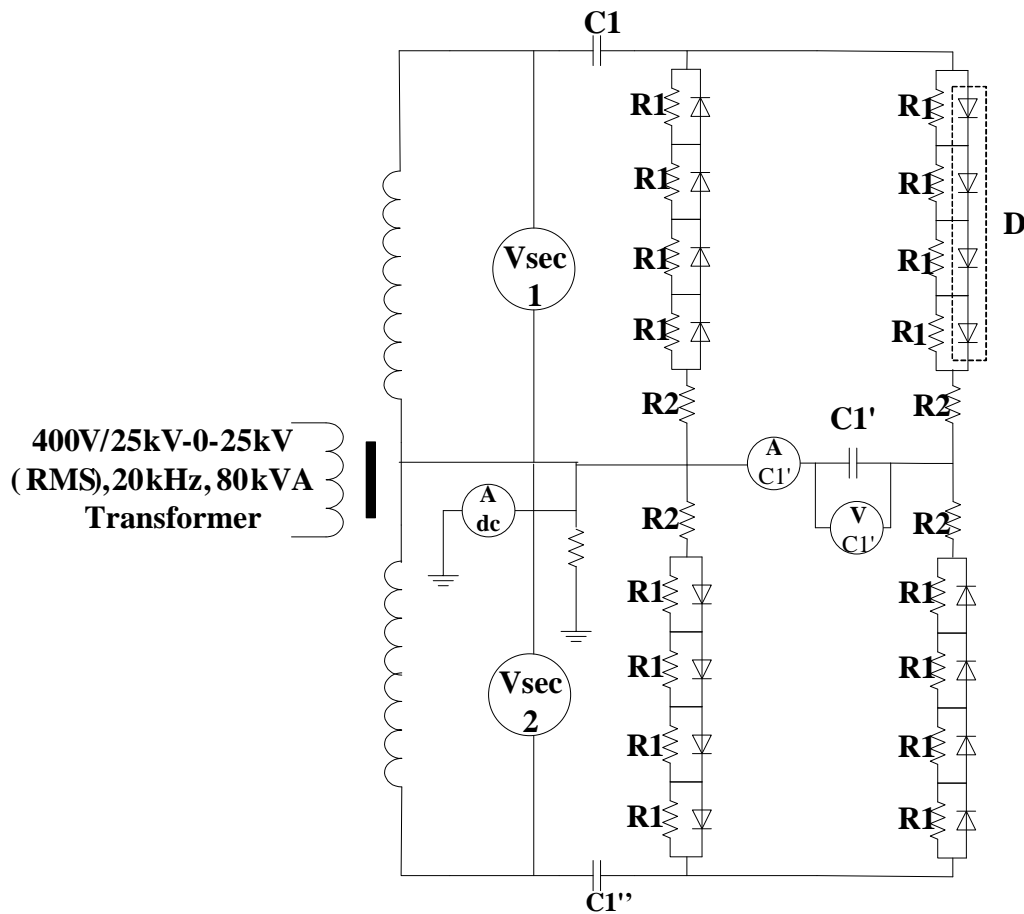 C1
R1
R1
R1
R1
R2
R1
R1
R1
R1
D
R2
Vsec
1
400V/25kV-0-25kV
( RMS),20kHz, 80kVA
Transformer
A
dc
A
C1'
C1'
V
C1'
R2
R2
Vsec
2
R1
R1
R1
R1
R1
R1
R1
R1
C1''